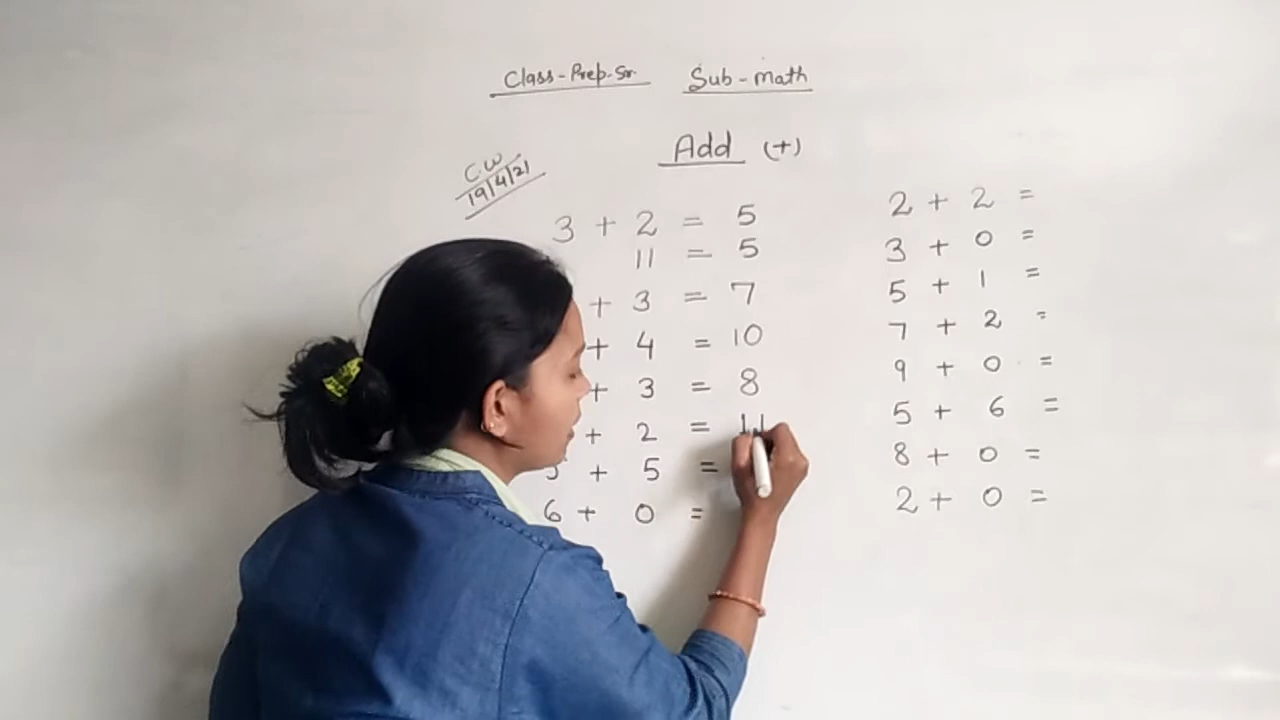 Class-Prep-Sr. Sub-math
Add (+)
C.W
19/4/21
3 + 2 = 5
11 = 5
+ 3 = 7
+ 4 = 10
+ 3 = 8
+ 2 = 11
5 + 5 =
6 + 0 =
2 + 2 =
3 + 0 =
5 + 1 =
7 + 2 =
9 + 0 =
5 + 6 =
8 + 0 =
2 + 0 =